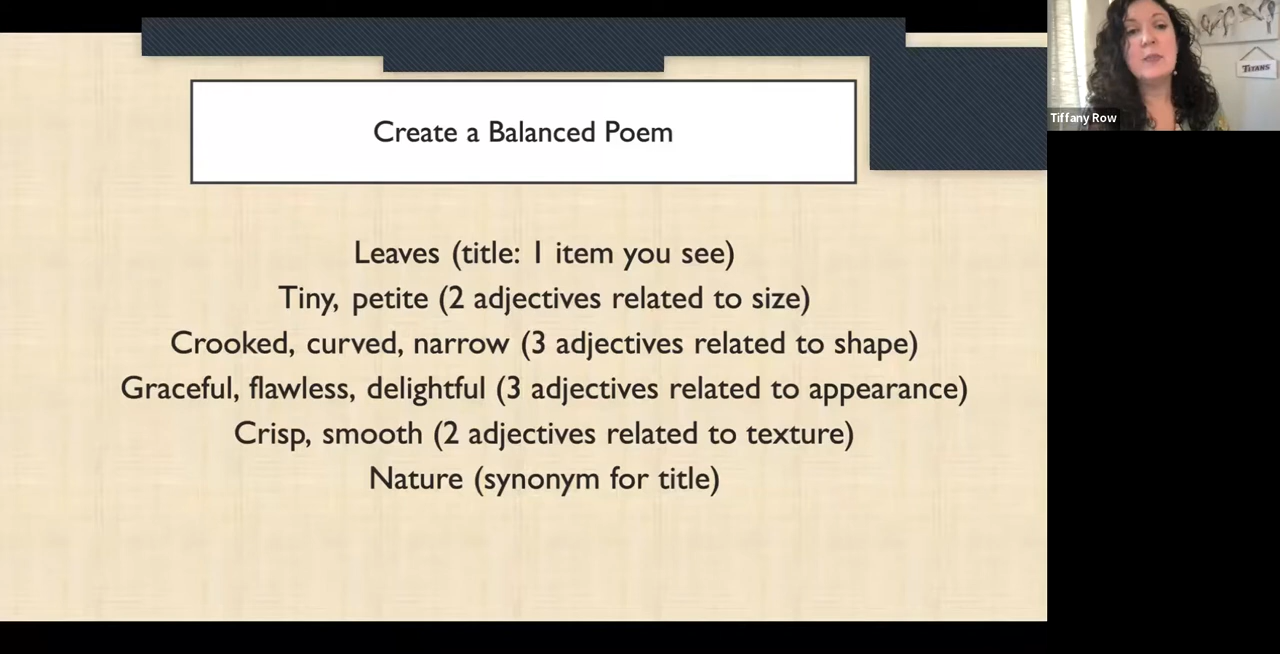 Create a Balanced Poem
Leaves (title: 1 item you see)
Tiny, petite (2 adjectives related to size)
Crooked, curved, narrow (3 adjectives related to shape)
Graceful, flawless, delightful (3 adjectives related to appearance)
Crisp, smooth (2 adjectives related to texture)
Nature (synonym for title)
TITANS
Tiffany Row